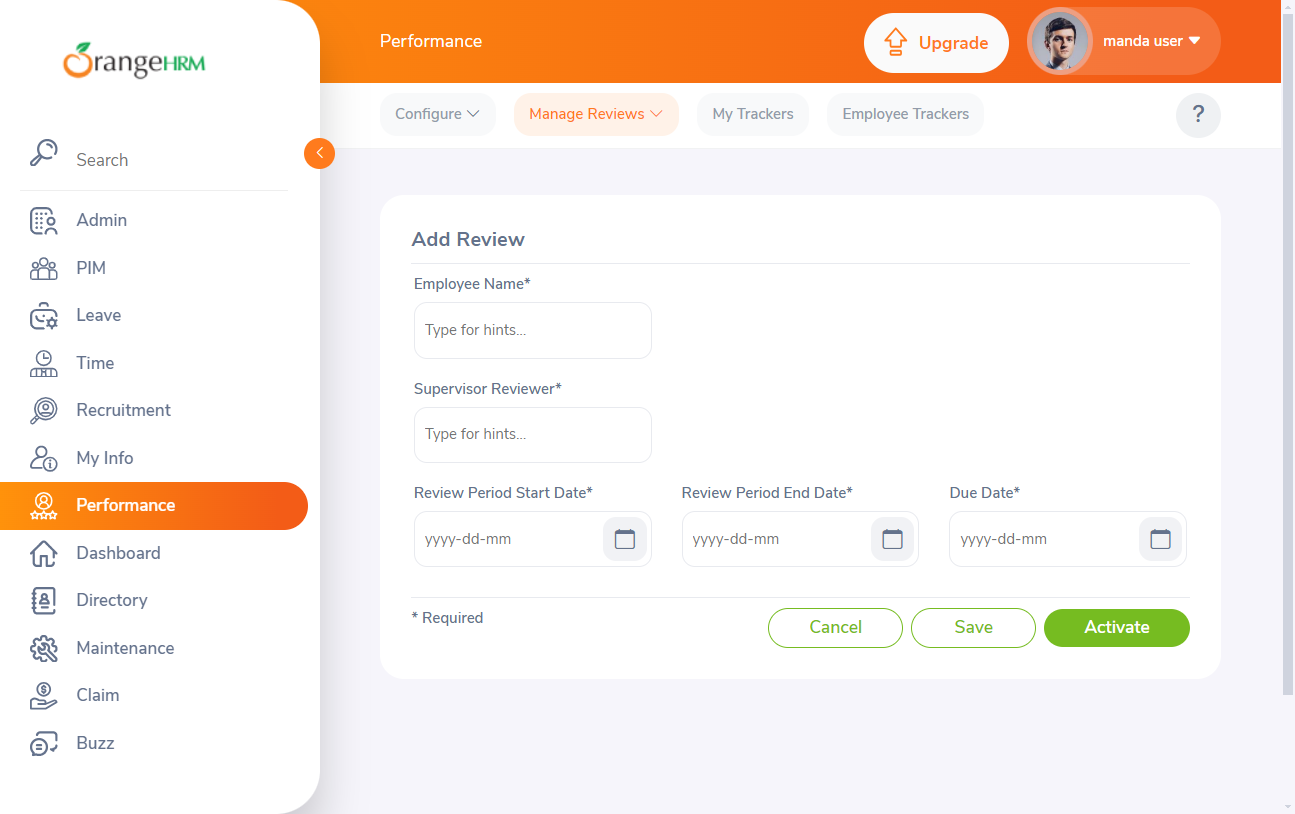 OrangeHRM
Performance
Upgrade
manda user
Configure
Manage Reviews
My Trackers
Employee Trackers
?
Search
Admin
PIM
Leave
Time
Recruitment
My Info
Performance
Dashboard
Directory
Maintenance
Claim
Buzz
Add Review
Employee Name*
Type for hints...
Supervisor Reviewer*
Type for hints...
Review Period Start Date*
Review Period End Date*
Due Date*
yyyy-dd-mm
yyyy-dd-mm
yyyy-dd-mm
* Required
Cancel
Save
Activate